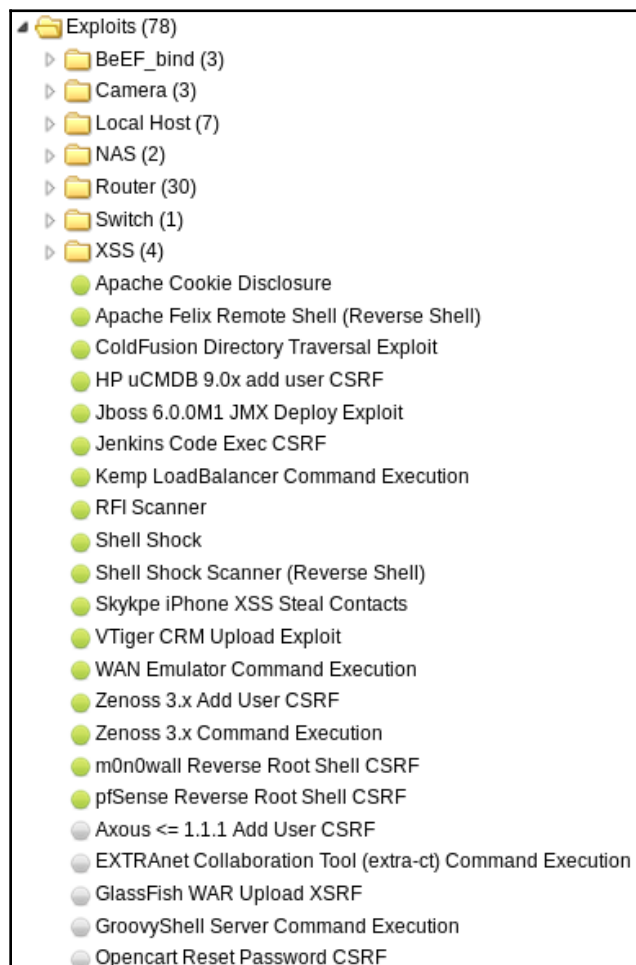 Exploits (78)
BeEF_bind (3)
Camera (3)
Local Host (7)
NAS (2)
Router (30)
Switch (1)
XSS (4)
Apache Cookie Disclosure
Apache Felix Remote Shell (Reverse Shell)
ColdFusion Directory Traversal Exploit
HP uCMDB 9.0x add user CSRF
Jboss 6.0.0M1 JMX Deploy Exploit
Jenkins Code Exec CSRF
Kemp LoadBalancer Command Execution
RFI Scanner
Shell Shock
Shell Shock Scanner (Reverse Shell)
Skykpe iPhone XSS Steal Contacts
VTiger CRM Upload Exploit
WAN Emulator Command Execution
Zenoss 3.x Add User CSRF
Zenoss 3.x Command Execution
m0n0wall Reverse Root Shell CSRF
pfSense Reverse Root Shell CSRF
Axous <= 1.1.1 Add User CSRF
EXTRAnet Collaboration Tool (extra-ct) Command Execution
GlassFish WAR Upload XSRF
GroovyShell Server Command Execution
Opencart Reset Password CSRF